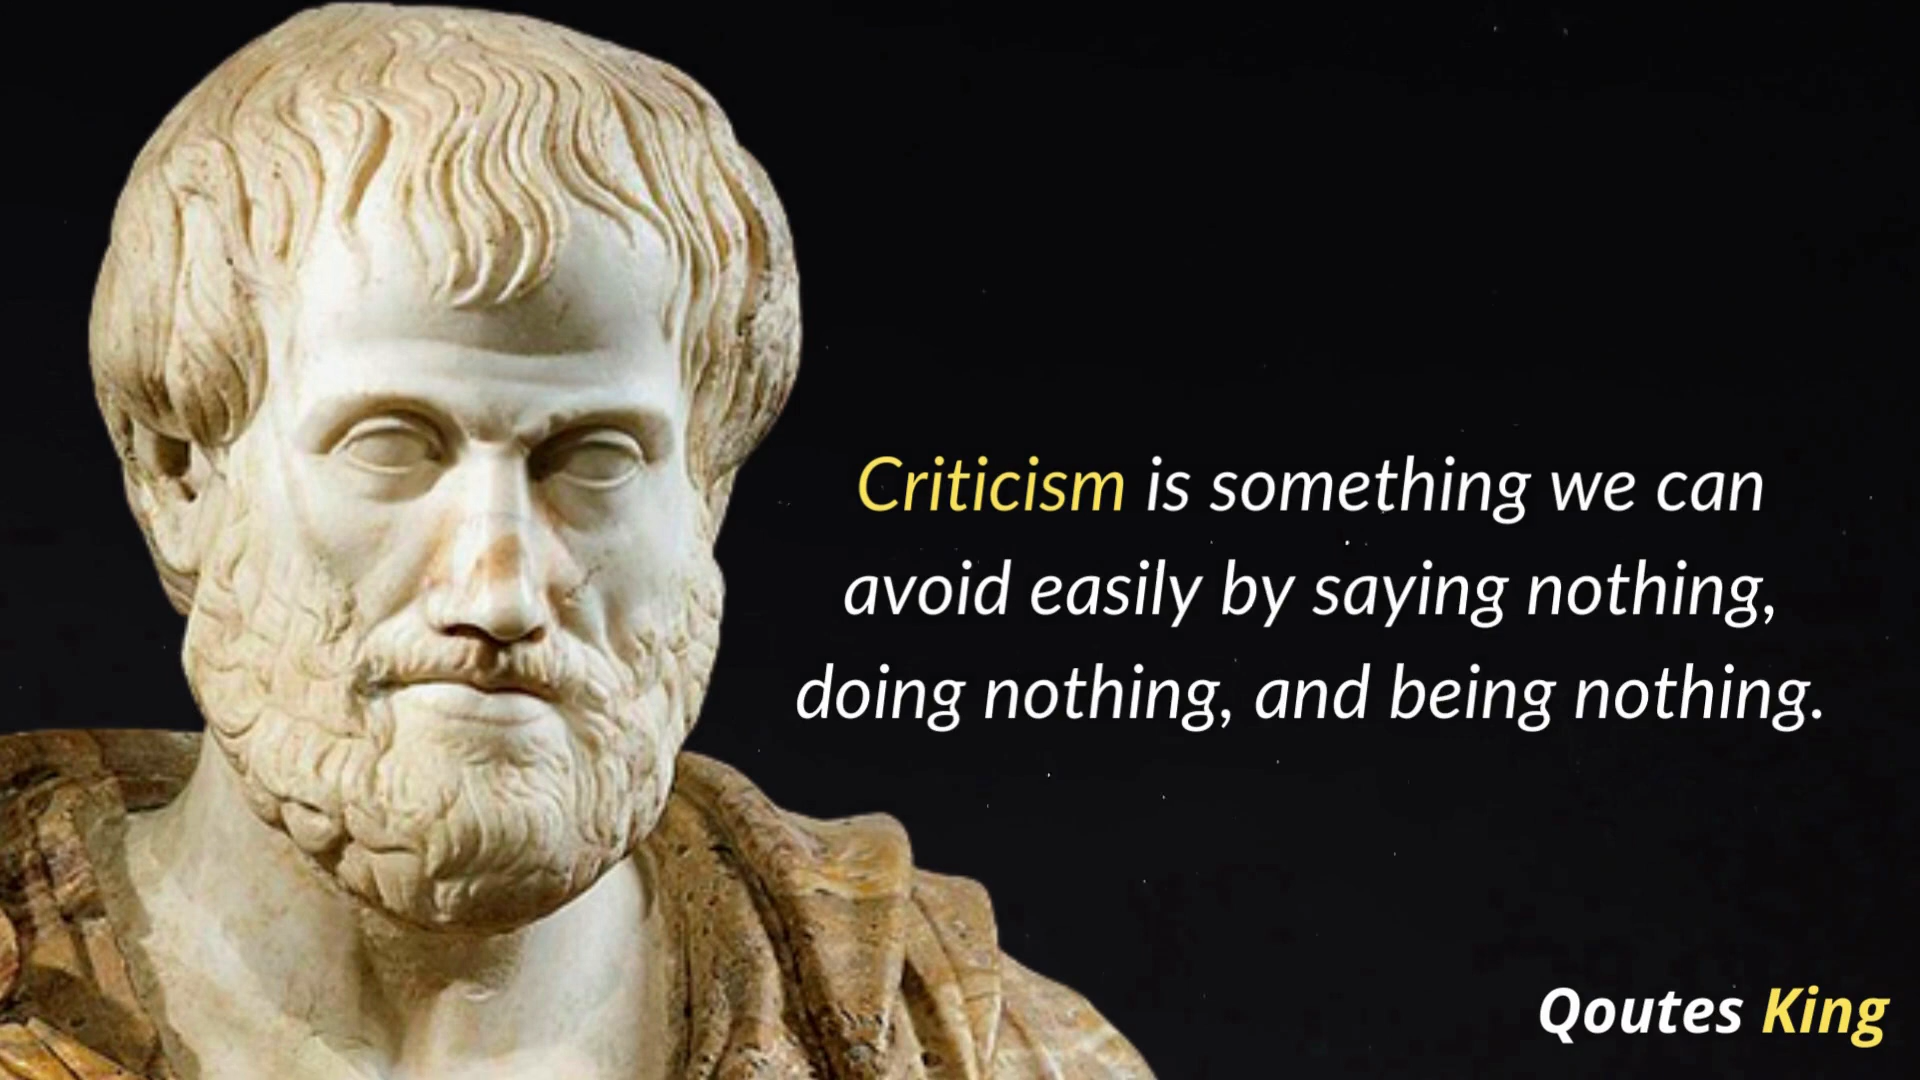 Criticism is something we can
avoid easily by saying nothing,
doing nothing, and being nothing.
Qoutes King